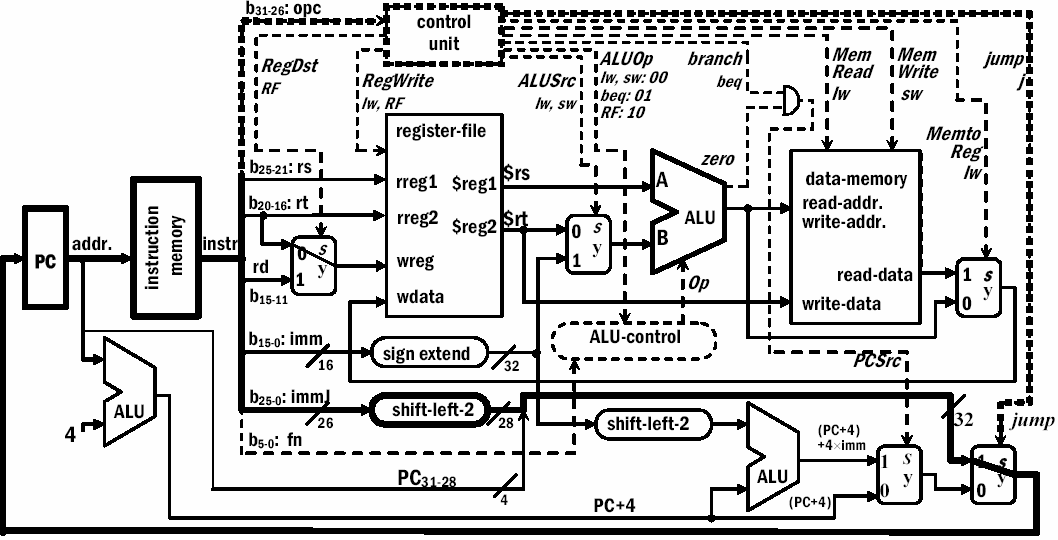 b31-26: opc
control
unit
RegDst
RF
RegWrite
lw, RF
ALUSrc
lw, sw
ALUOp
lw, sw: 00
beq: 01
RF: 10
branch
beq
Mem
Read
lw
Mem
Write
sw
jump
j
Memto
Reg
lw
register-file
b25-21: rs
rreg1
$reg1
$rs
b20-16: rt
rreg2
$reg2
$rt
zero
A
ALU
B
Op
data-memory
read-addr.
write-addr.
read-data
write-data
PC
addr.
instruction
memory
instr
0
s
y
1
rd
b15-11
wreg
wdata
0
s
y
1
1
s
y
0
b15-0: imm
16
sign extend
32
ALU-control
PCSrc
ALU
4
b25-0: immj
26
shift-left-2
28
32
jump
b5-0: fn
shift-left-2
PC31-28
4
ALU
(PC+4)
+4×imm
1
s
y
0
1
s
y
0
(PC+4)
PC+4